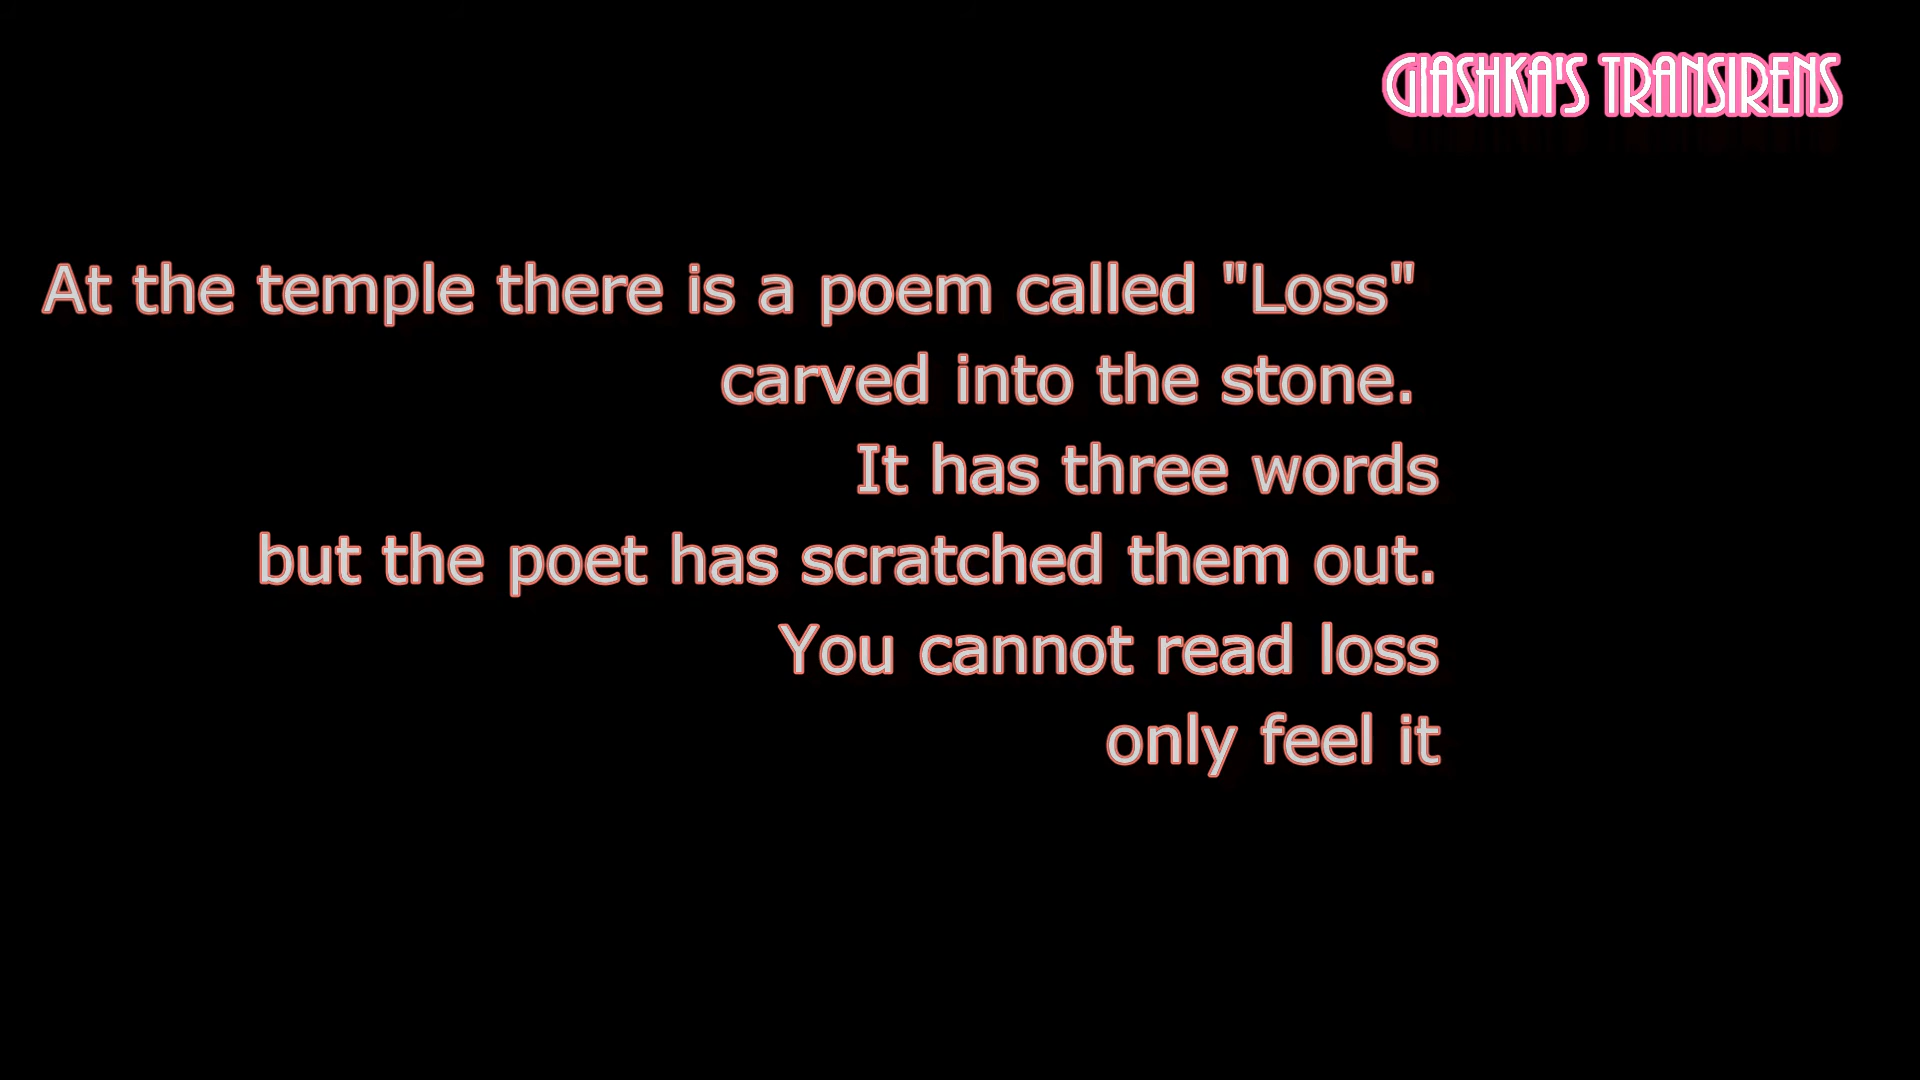 GIASHKA'S TRANSIRENS
At the temple there is a poem called "Loss"
carved into the stone.
It has three words
but the poet has scratched them out.
You cannot read loss
only feel it